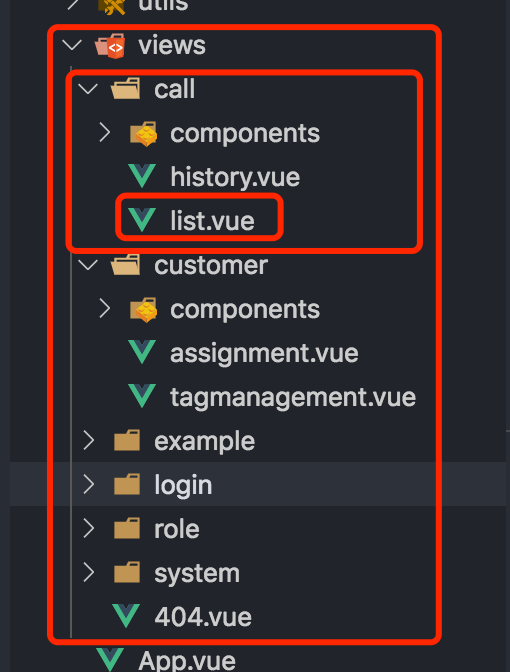 utils
views
call
components
history.vue
list.vue
customer
components
assignment.vue
tagmanagement.vue
example
login
role
system
404.vue
App.vue